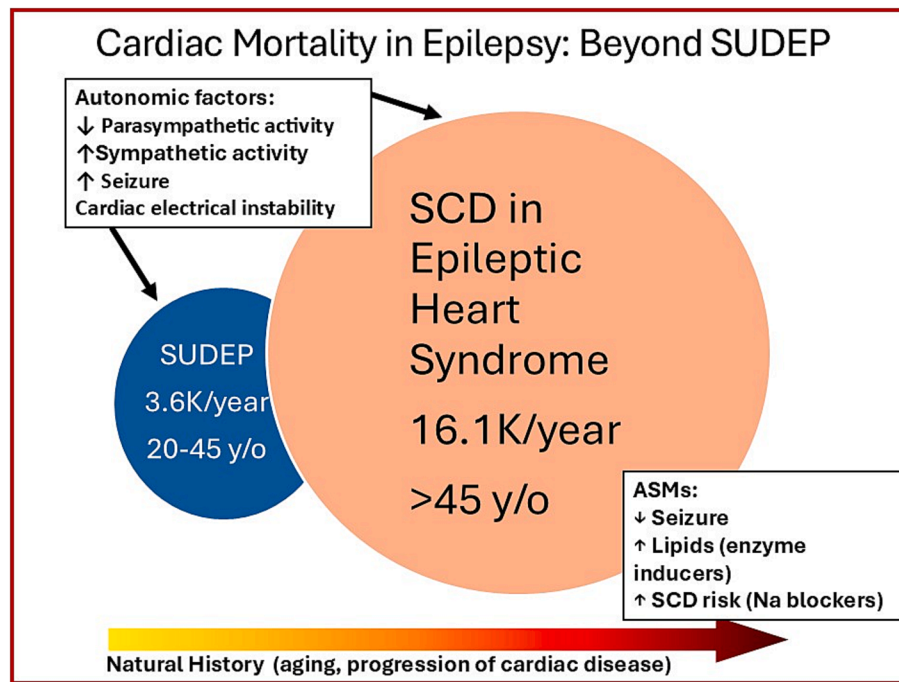 Cardiac Mortality in Epilepsy: Beyond SUDEP
Autonomic factors:
↓ Parasympathetic activity
↑Sympathetic activity
↑ Seizure
Cardiac electrical instability
SCD in
Epileptic
Heart
Syndrome
16.1K/year
>45 y/o
SUDEP
3.6K/year
20-45 y/o
ASMs:
↓ Seizure
↑ Lipids (enzyme
inducers)
↑ SCD risk (Na blockers)
Natural History (aging, progression of cardiac disease)